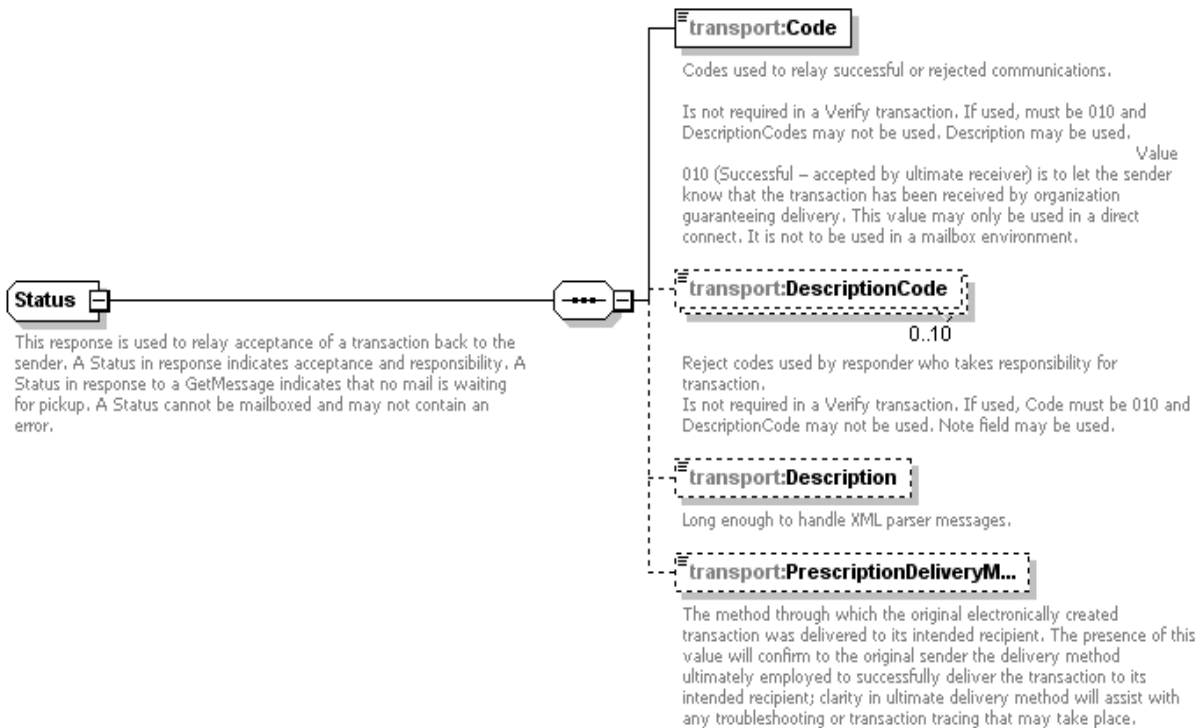 transport:Code
Codes used to relay successful or rejected communications.
Is not required in a Verify transaction. If used, must be 010 and
DescriptionCodes may not be used. Description may be used.
Value
010 (Successful – accepted by ultimate receiver) is to let the sender
know that the transaction has been received by organization
guaranteeing delivery. This value may only be used in a direct
connect. It is not to be used in a mailbox environment.
Status
This response is used to relay acceptance of a transaction back to the
sender. A Status in response indicates acceptance and responsibility. A
Status in response to a GetMessage indicates that no mail is waiting
for pickup. A Status cannot be mailboxed and may not contain an
error.
transport:DescriptionCode
0..10
Reject codes used by responder who takes responsibility for
transaction.
Is not required in a Verify transaction. If used, Code must be 010 and
DescriptionCode may not be used. Note field may be used.
transport:Description
Long enough to handle XML parser messages.
transport:PrescriptionDeliveryM...
The method through which the original electronically created
transaction was delivered to its intended recipient. The presence of this
value will confirm to the original sender the delivery method
ultimately employed to successfully deliver the transaction to its
intended recipient; clarity in ultimate delivery method will assist with
any troubleshooting or transaction tracing that may take place.